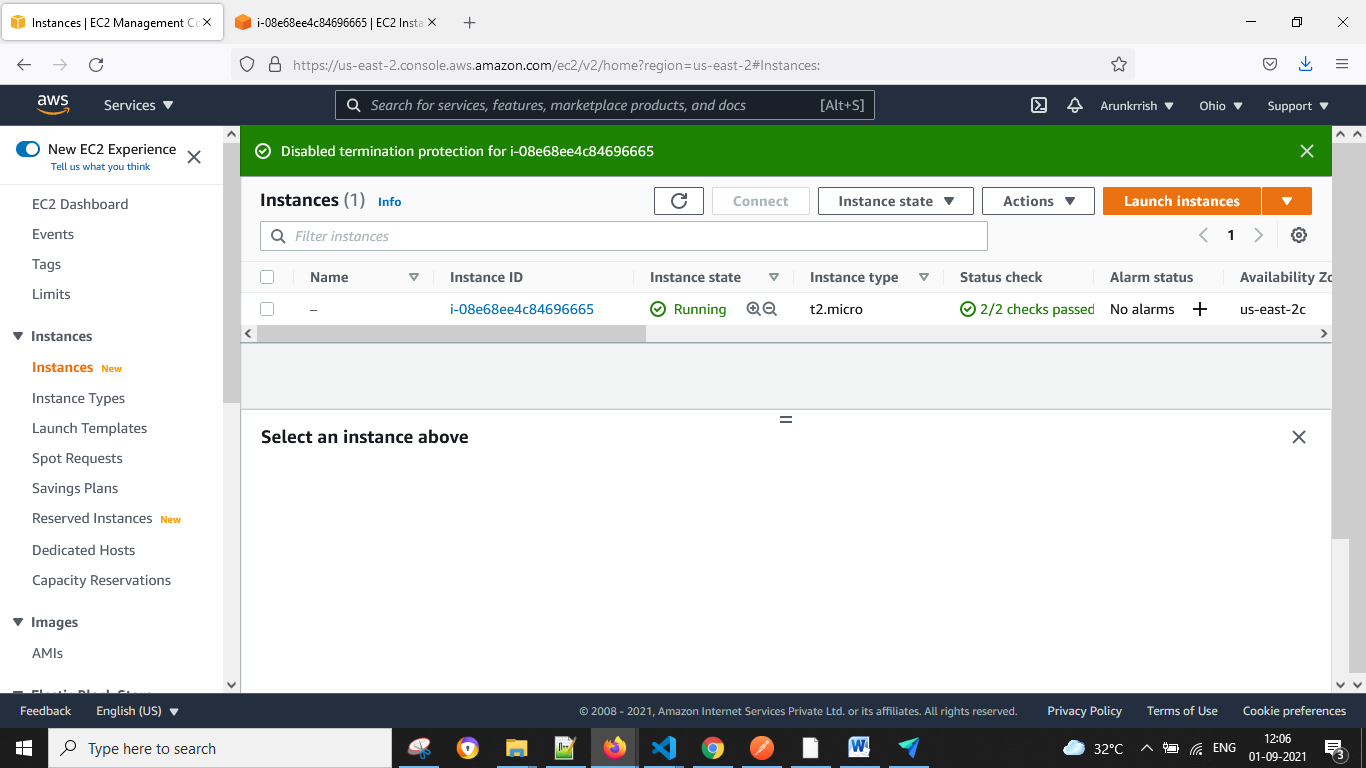 Instances | EC2 Management Co
i-08e68ee4c84696665 | EC2 Insta
https://us-east-2.console.aws.amazon.com/ec2/v2/home?region=us-east-2#Instances:
aws
Services
Search for services, features, marketplace products, and docs
[Alt+S]
Arunkrrish
Ohio
Support
New EC2 Experience
Tell us what you think
EC2 Dashboard
Events
Tags
Limits
Instances
Instances New
Instance Types
Launch Templates
Spot Requests
Savings Plans
Reserved Instances New
Dedicated Hosts
Capacity Reservations
Images
AMIs
Elastic Block Store
Disabled termination protection for i-08e68ee4c84696665
Instances (1) Info
Connect
Instance state
Actions
Launch instances
Filter instances
1
Name Instance ID Instance state Instance type Status check Alarm status Availability Zo
– i-08e68ee4c84696665 Running t2.micro 2/2 checks passed No alarms + us-east-2c
Select an instance above
Feedback
English (US)
© 2008 - 2021, Amazon Internet Services Private Ltd. or its affiliates. All rights reserved.
Privacy Policy
Terms of Use
Cookie preferences
Type here to search
32°C
ENG
12:06
01-09-2021
3